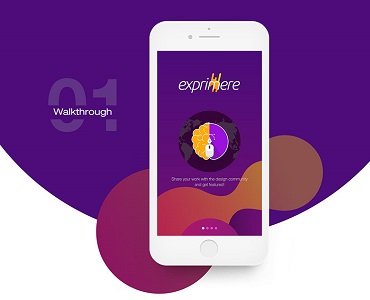 01
Walkthrough
exprimere
Share your work with the design community
and get featured!